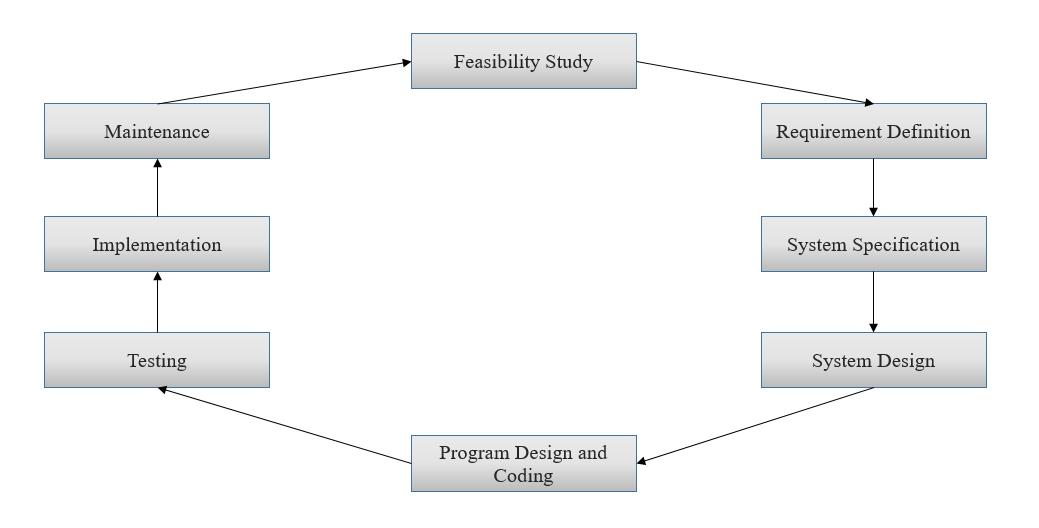 Feasibility Study
Maintenance
Requirement Definition
Implementation
System Specification
Testing
System Design
Program Design and
Coding